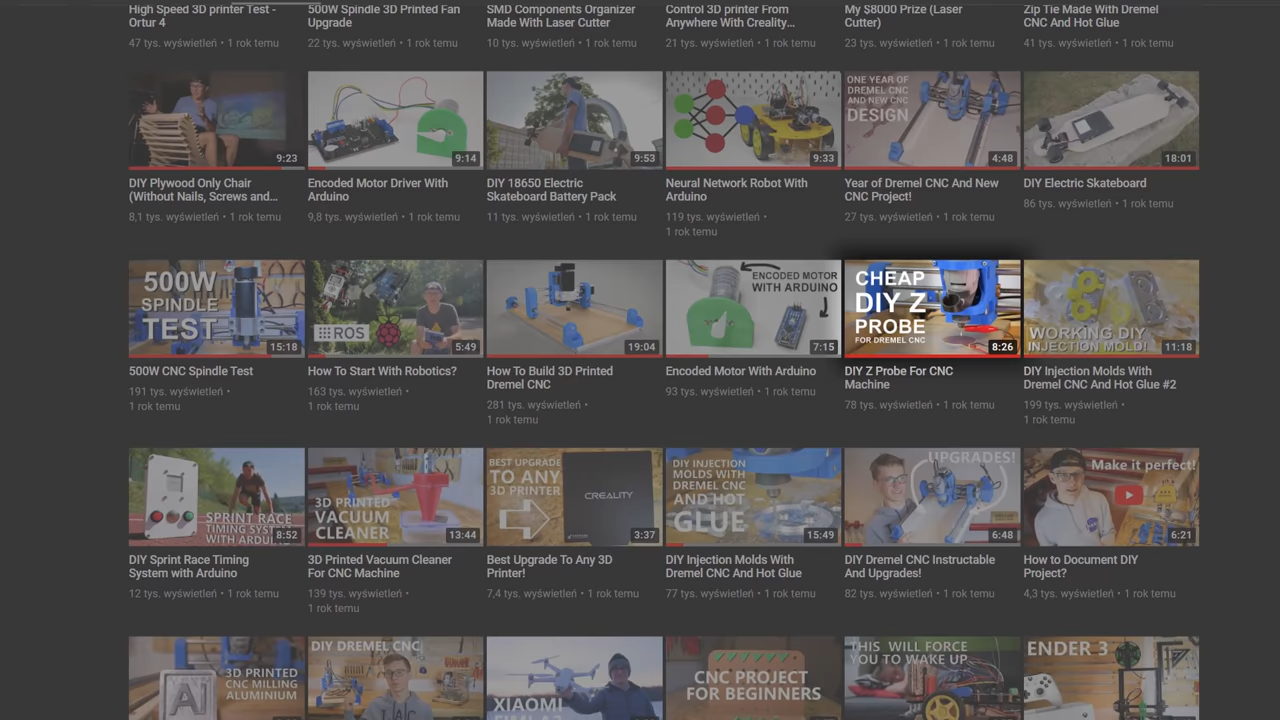 High Speed 3D printer Test -
Ortur 4
47 tys. wyświetleń • 1 rok temu
500W Spindle 3D Printed Fan
Upgrade
22 tys. wyświetleń • 1 rok temu
SMD Components Organizer
Made With Laser Cutter
10 tys. wyświetleń • 1 rok temu
Control 3D printer From
Anywhere With Creality...
21 tys. wyświetleń • 1 rok temu
My $8000 Prize (Laser
Cutter)
23 tys. wyświetleń • 1 rok temu
Zip Tie Made With Dremel
CNC And Hot Glue
41 tys. wyświetleń • 1 rok temu
9:23
DIY Plywood Only Chair
(Without Nails, Screws and...
8,1 tys. wyświetleń • 1 rok temu
9:14
Encoded Motor Driver With
Arduino
9,8 tys. wyświetleń • 1 rok temu
9:53
DIY 18650 Electric
Skateboard Battery Pack
11 tys. wyświetleń • 1 rok temu
9:33
Neural Network Robot With
Arduino
119 tys. wyświetleń •
1 rok temu
ONE YEAR OF
DREMEL CNC
AND NEW CNC
DESIGN
4:48
Year of Dremel CNC And New
CNC Project!
27 tys. wyświetleń • 1 rok temu
18:01
DIY Electric Skateboard
86 tys. wyświetleń • 1 rok temu
500W
SPINDLE
TEST
15:18
500W CNC Spindle Test
191 tys. wyświetleń •
1 rok temu
ROS
5:49
How To Start With Robotics?
163 tys. wyświetleń •
1 rok temu
19:04
How To Build 3D Printed
Dremel CNC
281 tys. wyświetleń •
1 rok temu
ENCODED MOTOR
WITH ARDUINO
7:15
Encoded Motor With Arduino
93 tys. wyświetleń • 1 rok temu
CHEAP
DIY Z
PROBE
FOR DREMEL CNC
8:26
DIY Z Probe For CNC
Machine
78 tys. wyświetleń • 1 rok temu
WORKING DIY
INJECTION MOLD!
11:18
DIY Injection Molds With
Dremel CNC And Hot Glue #2
199 tys. wyświetleń •
1 rok temu
SPRINT RACE
TIMING SYSTEM
WITH ARDUINO
8:52
DIY Sprint Race Timing
System with Arduino
12 tys. wyświetleń • 1 rok temu
3D PRINTED
VACUUM
CLEANER
13:44
3D Printed Vacuum Cleaner
For CNC Machine
139 tys. wyświetleń •
1 rok temu
BEST UPGRADE
TO ANY
3D PRINTER
CREALITY
3:37
Best Upgrade To Any 3D
Printer!
7,4 tys. wyświetleń • 1 rok temu
DIY INJECTION
MOLDS WITH
DREMEL CNC
AND HOT
GLUE
15:49
DIY Injection Molds With
Dremel CNC And Hot Glue
77 tys. wyświetleń • 1 rok temu
UPGRADES!
6:48
DIY Dremel CNC Instructable
And Upgrades!
82 tys. wyświetleń • 1 rok temu
Make it perfect!
6:21
How to Document DIY
Project?
4,3 tys. wyświetleń • 1 rok temu
3D PRINTED
CNC MILLING
ALUMINIUM
AI
DIY DREMEL CNC
XIAOMI
CNC PROJECT
FOR BEGINNERS
THIS WILL FORCE
YOU TO WAKE UP
ENDER 3